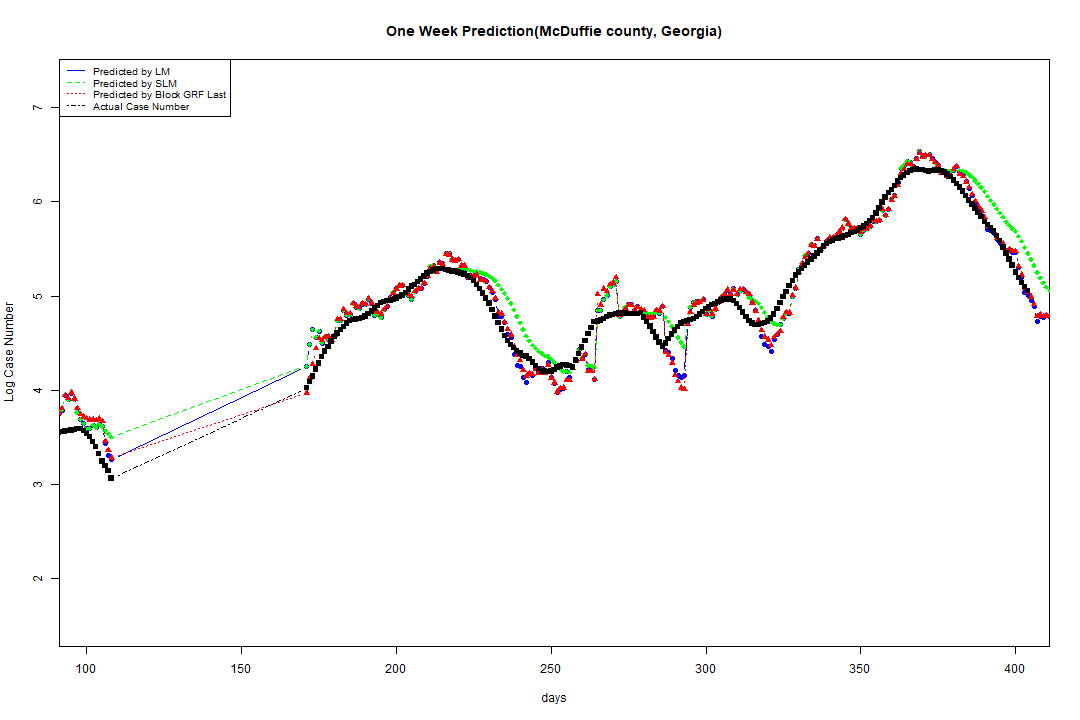 One Week Prediction(McDuffie county, Georgia)
Predicted by LM
Predicted by SLM
Predicted by Block GRF Last
Actual Case Number
Log Case Number
7
6
5
4
3
2
100 150 200 250 300 350 400
days